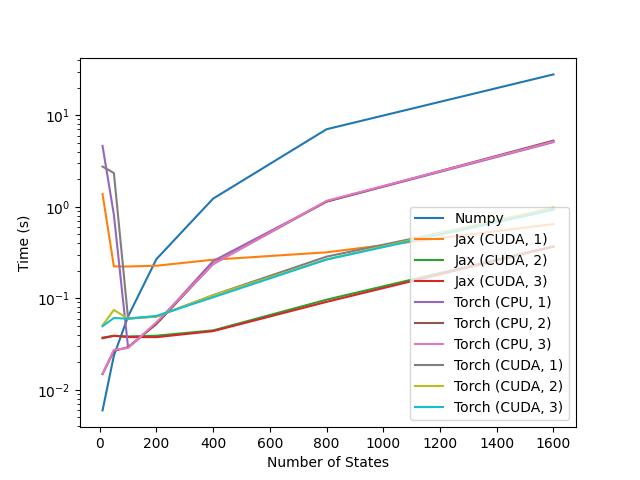 Time (s)
10¹
10⁰
10⁻¹
10⁻²
Numpy
Jax (CUDA, 1)
Jax (CUDA, 2)
Jax (CUDA, 3)
Torch (CPU, 1)
Torch (CPU, 2)
Torch (CPU, 3)
Torch (CUDA, 1)
Torch (CUDA, 2)
Torch (CUDA, 3)
0 200 400 600 800 1000 1200 1400 1600
Number of States